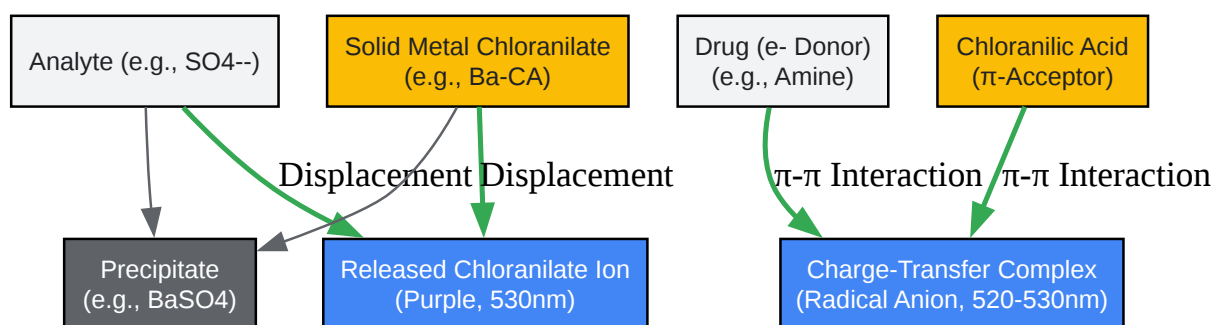 Analyte (e.g., SO4--)
Solid Metal Chloranilate
(e.g., Ba-CA)
Drug (e- Donor)
(e.g., Amine)
Chloranilic Acid
(π-Acceptor)
Displacement
Displacement
π-π Interaction
π-π Interaction
Precipitate
(e.g., BaSO4)
Released Chloranilate Ion
(Purple, 530nm)
Charge-Transfer Complex
(Radical Anion, 520-530nm)